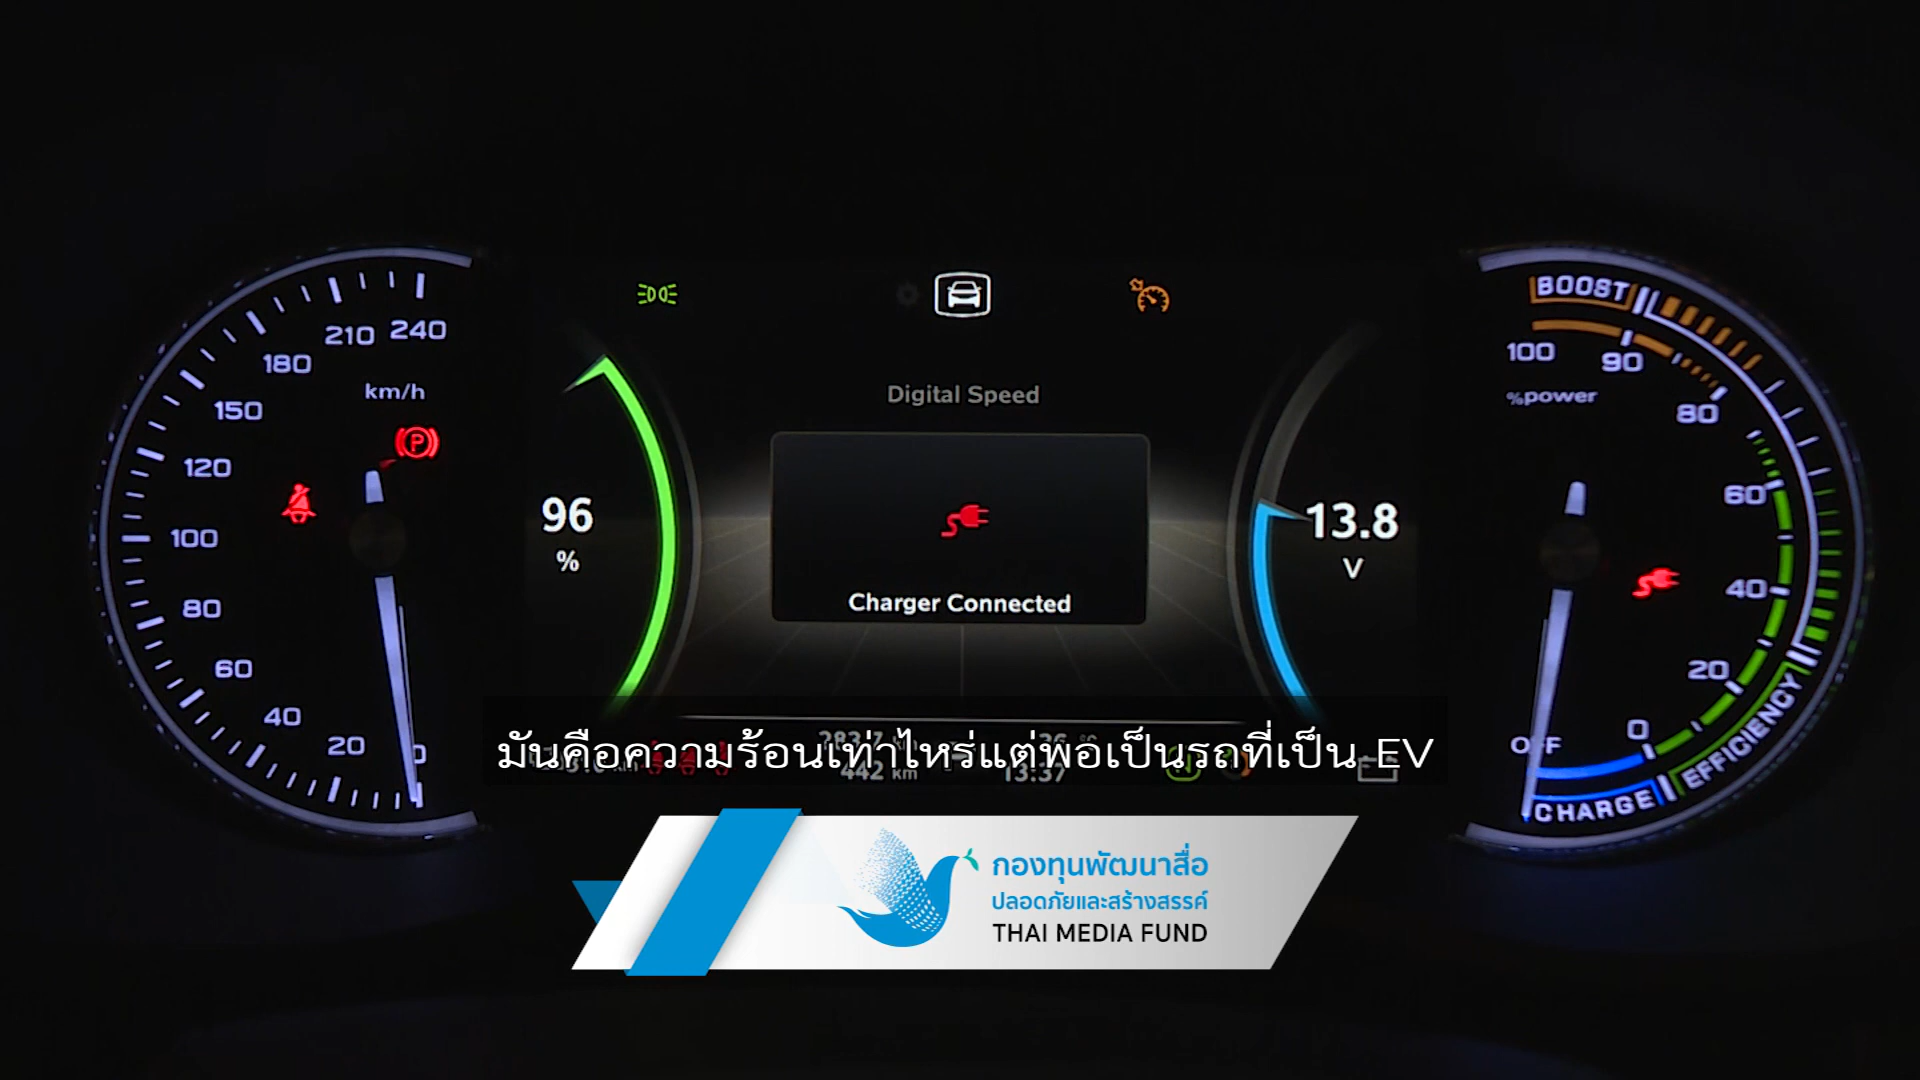 BOOST
210 240
180
km/h
150
120
100
80
60
40
20
0
Digital Speed
96
%
Charger Connected
13.8
V
100 90
%power
80
60
40
20
0
OFF
CHARGE
EFFICIENCY
442 km
13:37
มันคือความร้อนเท่าไหร่แต่พอเป็นรถที่เป็น EV
กองทุนพัฒนาสื่อ
ปลอดภัยและสร้างสรรค์
THAI MEDIA FUND